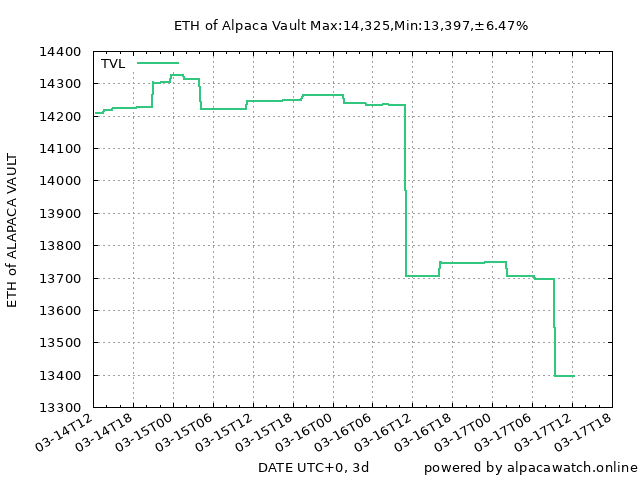 ETH of Alpaca Vault Max:14,325,Min:13,397,±6.47%
TVL
14400
14300
14200
14100
14000
13900
13800
13700
13600
13500
13400
13300
ETH of ALAPACA VAULT
03-14T12
03-14T18
03-15T00
03-15T06
03-15T12
03-15T18
03-16T00
03-16T06
03-16T12
03-16T18
03-17T00
03-17T06
03-17T12
03-17T18
DATE UTC+0, 3d
powered by alpacawatch.online